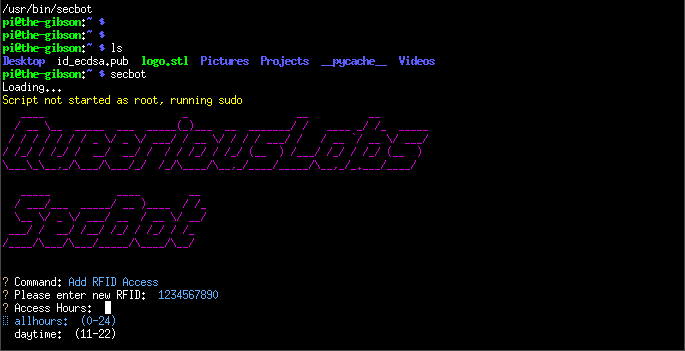 /usr/bin/secbot
pi@the-gibson:~ $
pi@the-gibson:~ $
pi@the-gibson:~ $ ls
Desktop id_ecdsa.pub logo.stl Pictures Projects __pycache__ Videos
pi@the-gibson:~ $ secbot
Loading...
Script not started as root, running sudo
QueeriousLabs
Secbot
? Command: Add RFID Access
? Please enter new RFID: 1234567890
? Access Hours:
allhours: (0-24)
daytime: (11-22)